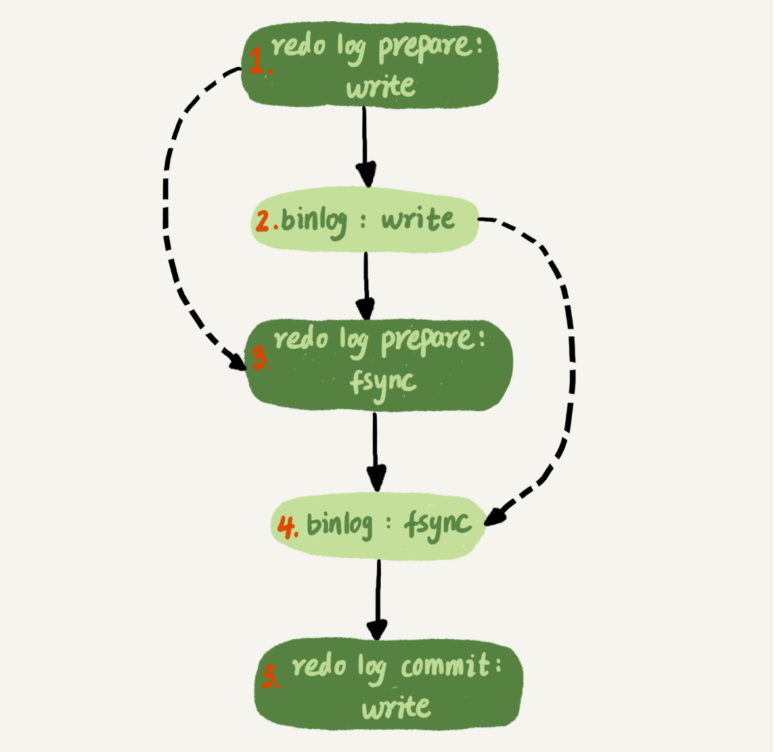 1. redo log prepare:
write
2. binlog : write
3. redo log prepare:
fsync
4. binlog : fsync
5. redo log commit:
write